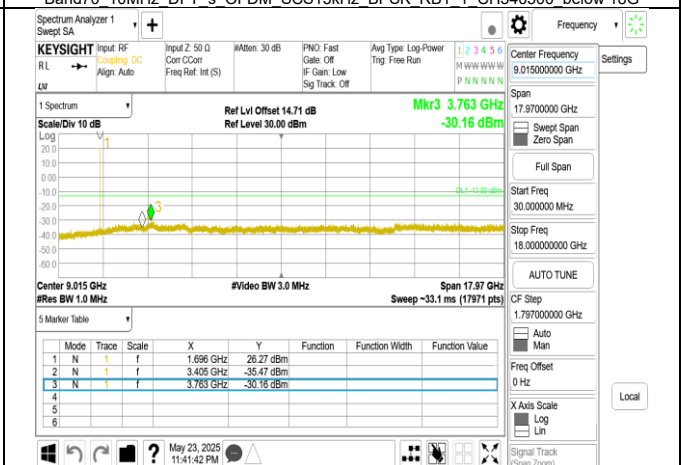 Band70_10MHz_DFT_s_OFDM_SCS15kHz_BPSK_RB1_1_CH340500_below 18G
Spectrum Analyzer 1
Swept SA
Frequency
KEYSIGHT
Input: RF
Input Z: 50 Ω
#Atten: 30 dB
PNO: Fast
Avg Type: Log-Power
1 2 3 4 5 6
RL
Coupling: DC
Corr CCorr
Gate: Off
Trig: Free Run
M WWWWW
Align: Auto
Freq Ref: Int (S)
IF Gain: Low
P N N N N N
Sig Track: Off
LXI
1 Spectrum
Ref Lvl Offset 14.71 dB
Mkr3 3.763 GHz
Scale/Div 10 dB
Ref Level 30.00 dBm
-30.16 dBm
Log
20.0
10.0
0.00
-10.0
-20.0
-30.0
-40.0
-50.0
-60.0
1
3
DL1 -13.00 dBm
Center 9.015 GHz
#Video BW 3.0 MHz
Span 17.97 GHz
#Res BW 1.0 MHz
Sweep ~33.1 ms (17971 pts)
5 Marker Table
Mode Trace Scale X Y Function Function Width Function Value
1 N 1 f 1.696 GHz 26.27 dBm
2 N 1 f 3.405 GHz -35.47 dBm
3 N 1 f 3.763 GHz -30.16 dBm
4
5
6
?
May 23, 2025
11:41:42 PM
Center Frequency
9.015000000 GHz
Settings
Span
17.9700000 GHz
Swept Span
Zero Span
Full Span
Start Freq
30.000000 MHz
Stop Freq
18.000000000 GHz
AUTO TUNE
CF Step
1.797000000 GHz
Auto
Man
Freq Offset
0 Hz
Local
X Axis Scale
Log
Lin
Signal Track
(Span Zoom)